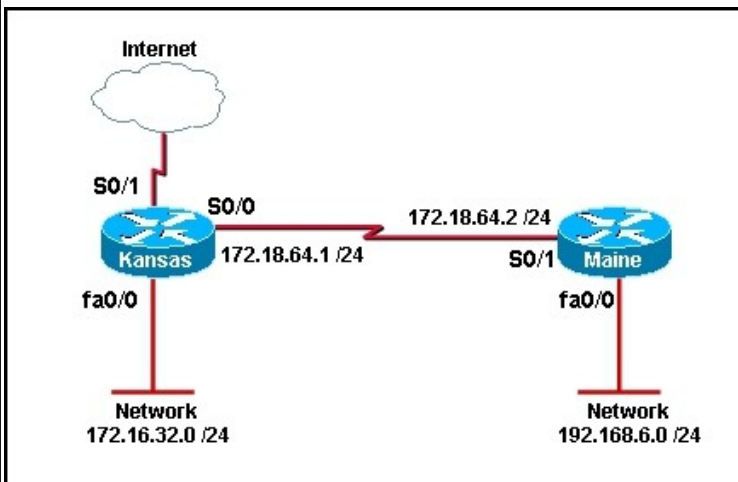 Internet
S0/1
S0/0
172.18.64.2 /24
Kansas
172.18.64.1 /24
S0/1
Maine
fa0/0
fa0/0
Network
172.16.32.0 /24
Network
192.168.6.0 /24